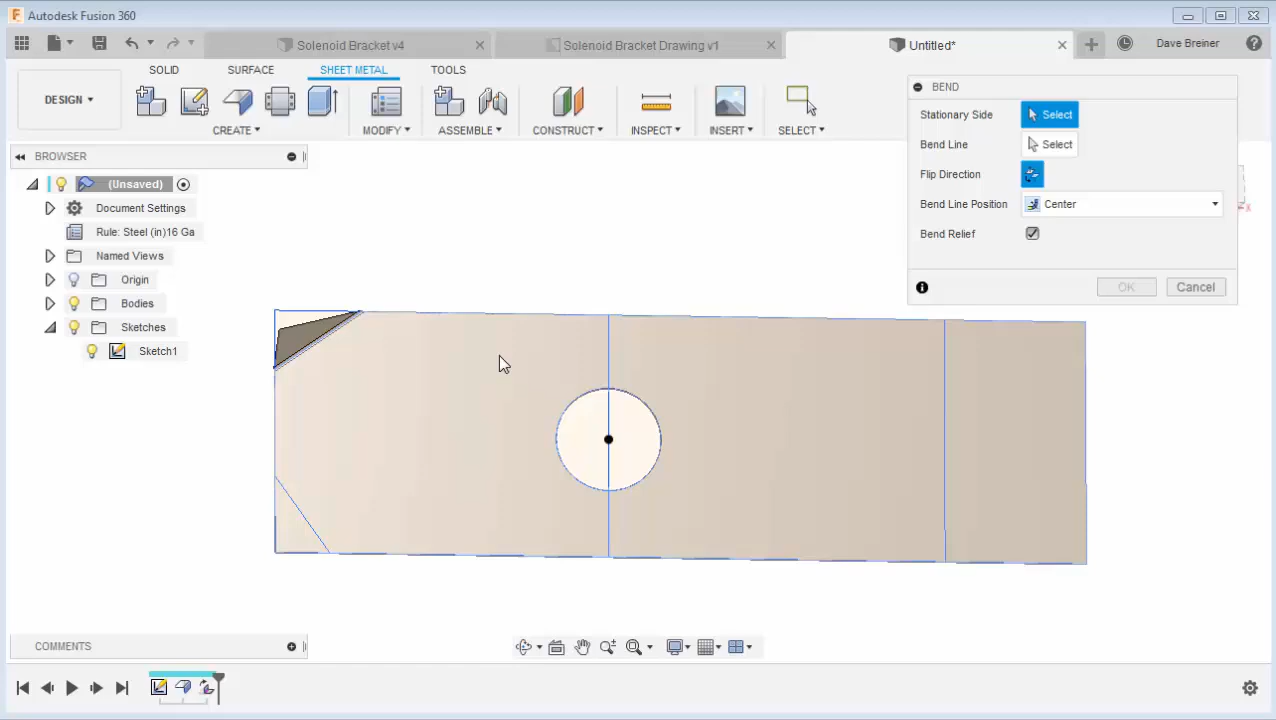 Autodesk Fusion 360
Solenoid Bracket v4
Solenoid Bracket Drawing v1
Untitled*
Dave Breiner
DESIGN
SOLID
SURFACE
SHEET METAL
TOOLS
CREATE
MODIFY
ASSEMBLE
CONSTRUCT
INSPECT
INSERT
SELECT
BROWSER
(Unsaved)
Document Settings
Rule: Steel (in)16 Ga
Named Views
Origin
Bodies
Sketches
Sketch1
BEND
Stationary Side Select
Bend Line Select
Flip Direction
Bend Line Position Center
Bend Relief
OK Cancel
X
COMMENTS